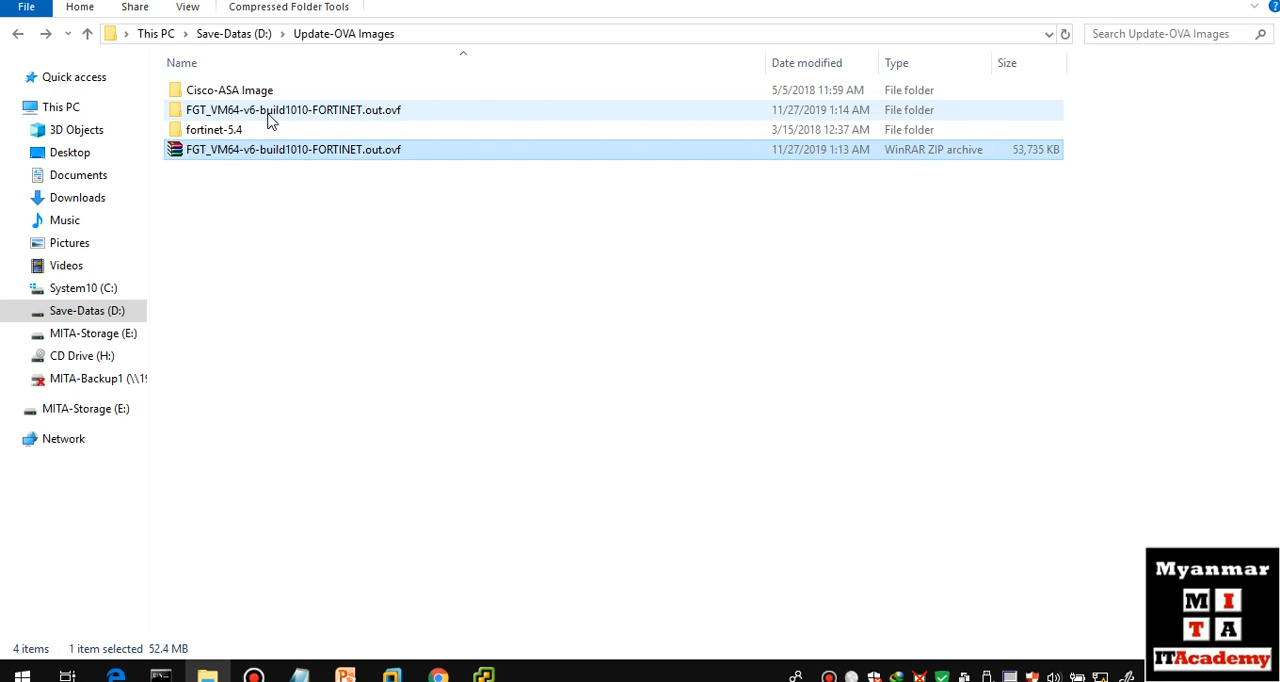 File Home Share View Compressed Folder Tools
This PC Save-Datas (D:) Update-OVA Images Search Update-OVA Images
Name Date modified Type Size
Quick access
This PC
3D Objects
Desktop
Documents
Downloads
Music
Pictures
Videos
System10 (C:)
Save-Datas (D:)
MITA-Storage (E:)
CD Drive (H:)
MITA-Backup1 (\\19
MITA-Storage (E:)
Network
Cisco-ASA Image 5/5/2018 11:59 AM File folder
FGT_VM64-v6-build1010-FORTINET.out.ovf 11/27/2019 1:14 AM File folder
fortinet-5.4 3/15/2018 12:37 AM File folder
FGT_VM64-v6-build1010-FORTINET.out.ovf 11/27/2019 1:13 AM WinRAR ZIP archive 53,735 KB
4 items 1 item selected 52.4 MB
Myanmar
M I
T A
ITAcademy